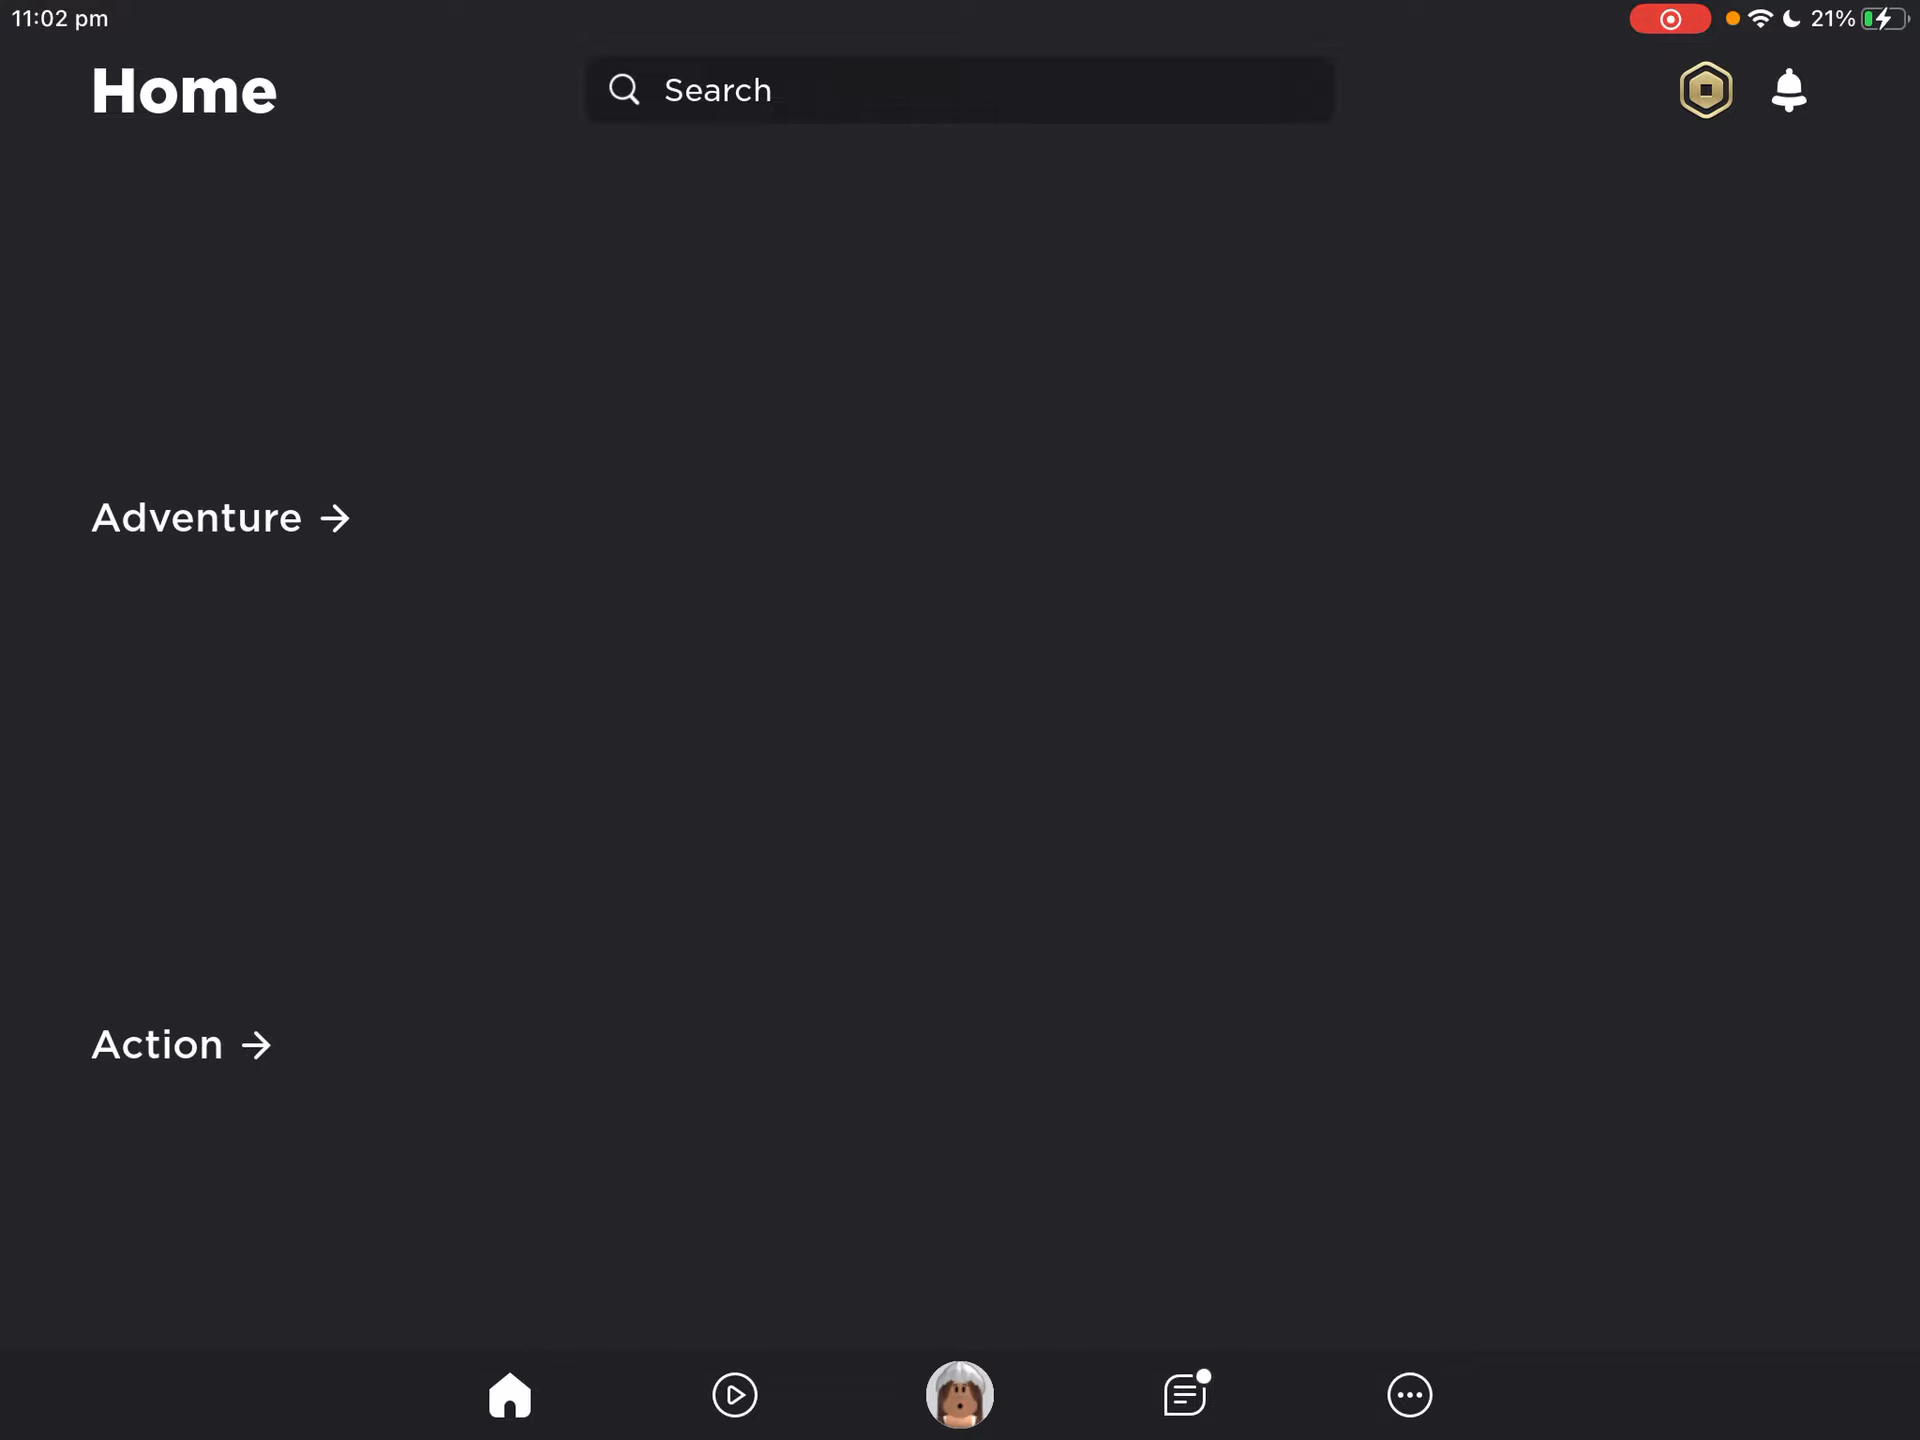 11:02 pm
21%
Home
Search
Adventure →
Action →